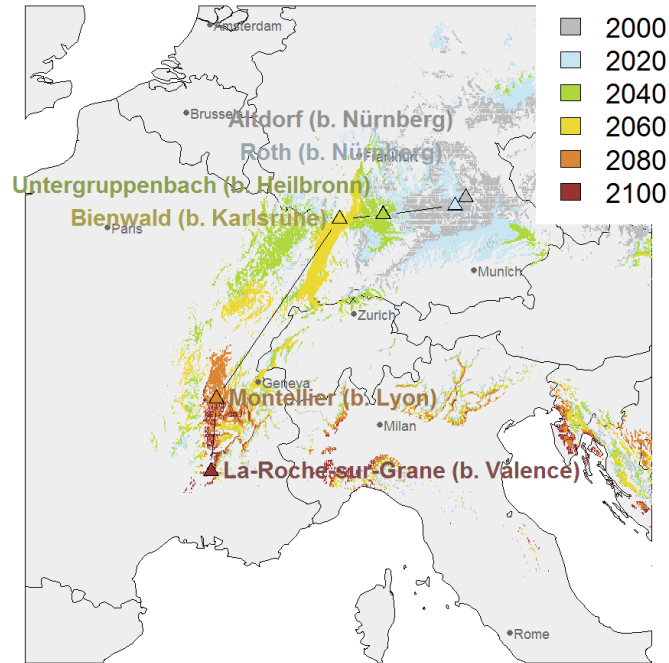 2000
2020
2040
2060
2080
2100
Amsterdam
Brussels
Altdorf (b. Nürnberg)
Roth (b. Nürnberg)
Frankfurt
Untergruppenbach (b. Heilbronn)
Bienwald (b. Karlsruhe)
Paris
Munich
Zurich
Geneva
Montellier (b. Lyon)
Milan
La-Roche-sur-Grane (b. Valence)
Rome